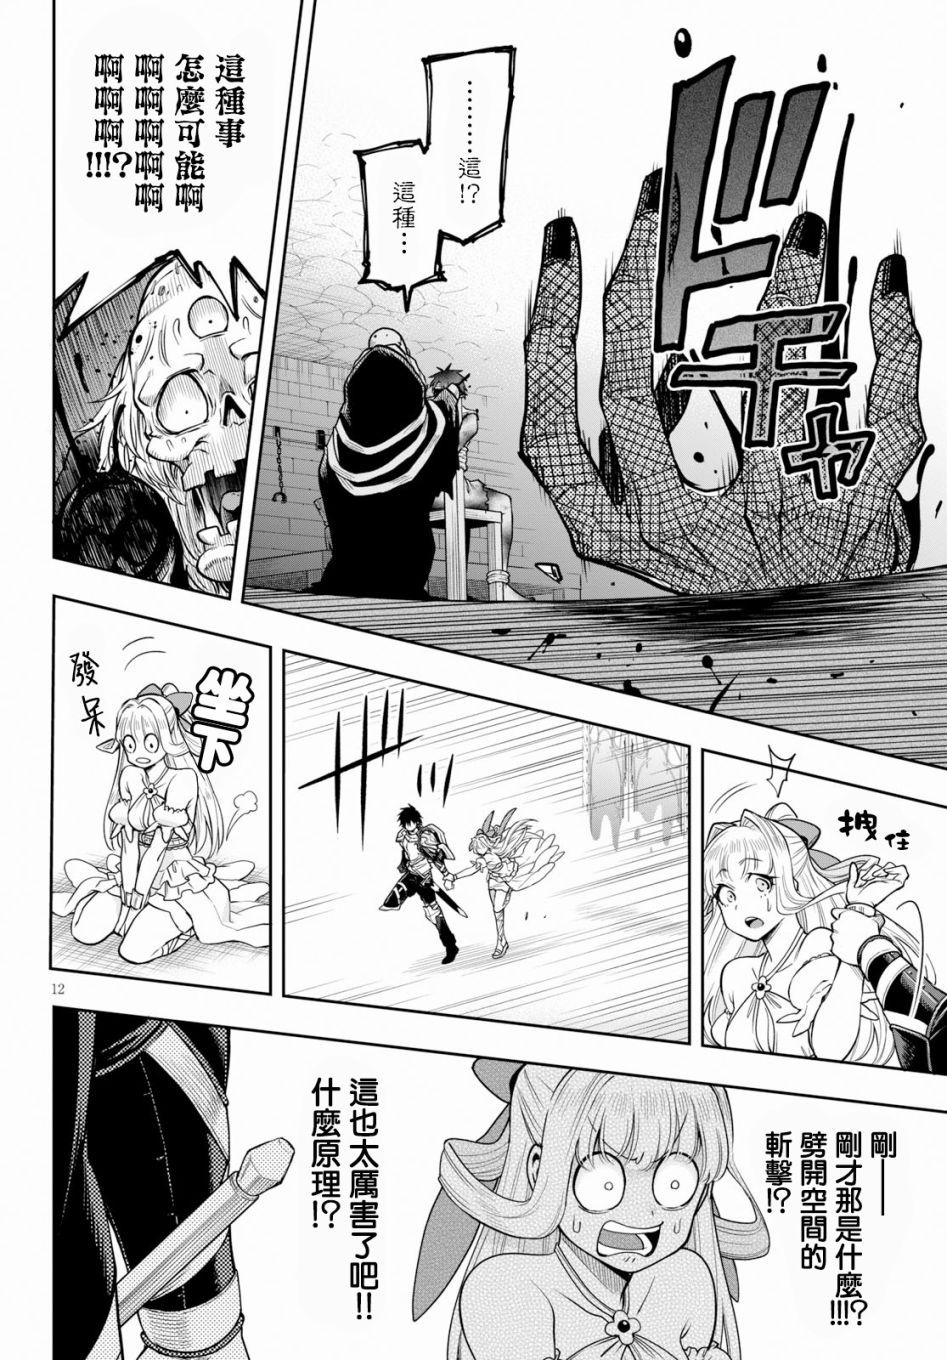 ドチャ
………這!?
這種…
這種事
怎麼可能啊
啊啊啊啊啊
啊啊啊
!!!?
拽住
坐下
發呆
12
剛——
剛才那是什麼!!!?
劈開空間的
斬擊!?
這也太厲害了吧!!
什麼原理!?